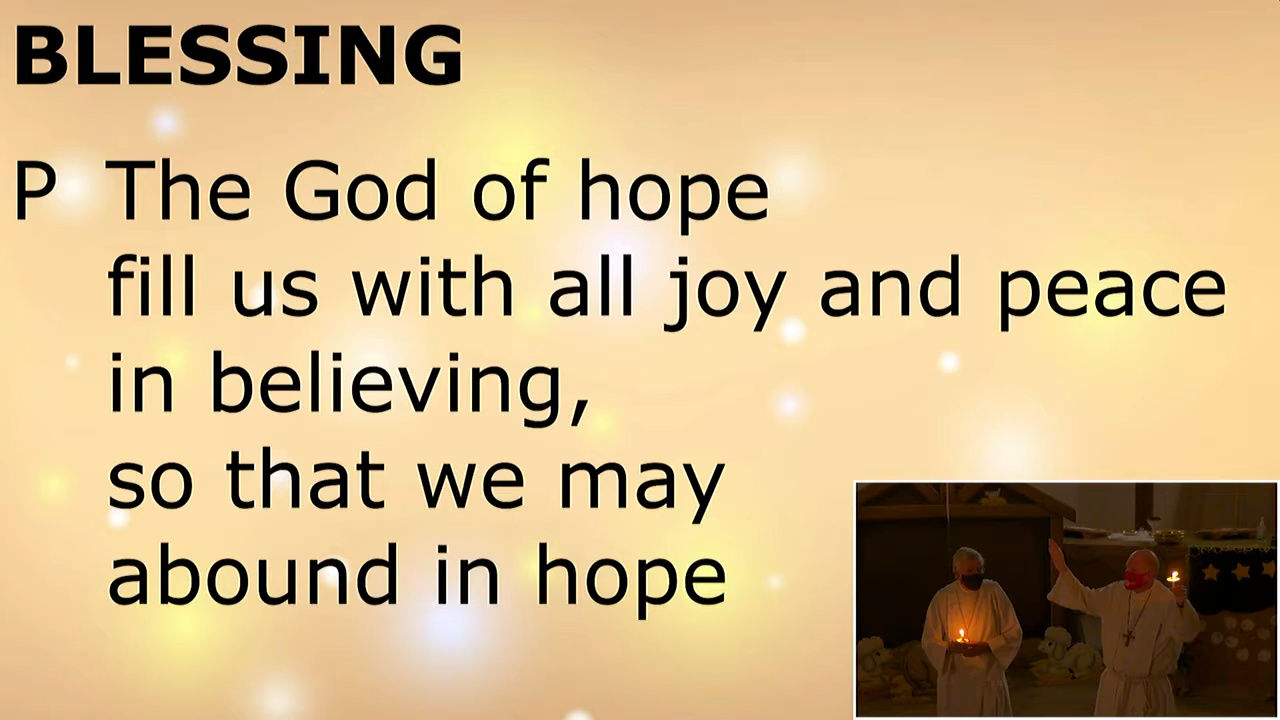 BLESSING
P The God of hope
fill us with all joy and peace
in believing,
so that we may
abound in hope